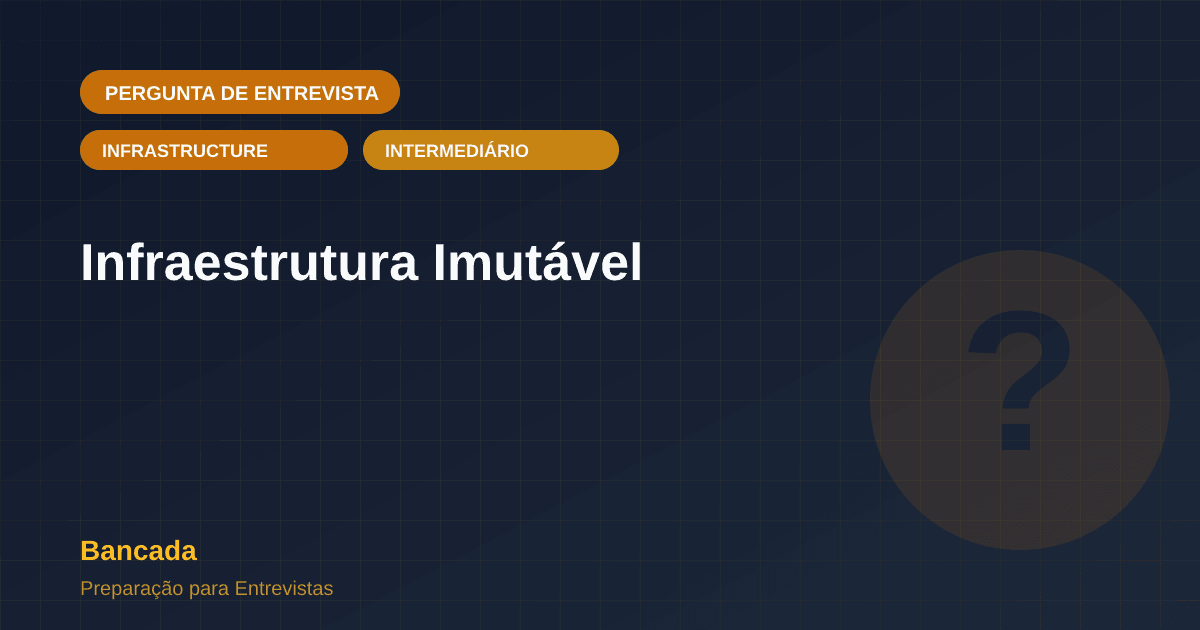 PERGUNTA DE ENTREVISTA
INFRASTRUCTURE
INTERMEDIÁRIO
Infraestrutura Imutável
?
Bancada
Preparação para Entrevistas